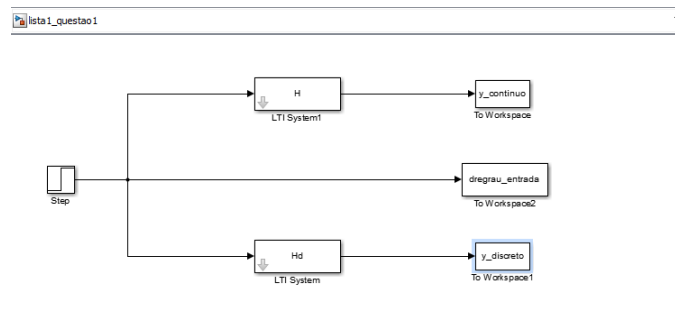 lista1_questao1
H
LTI System1
y_continuo
To Workspace
Step
dregrau_entrada
To Workspace2
Hd
LTI System
y_discreto
To Workspace1